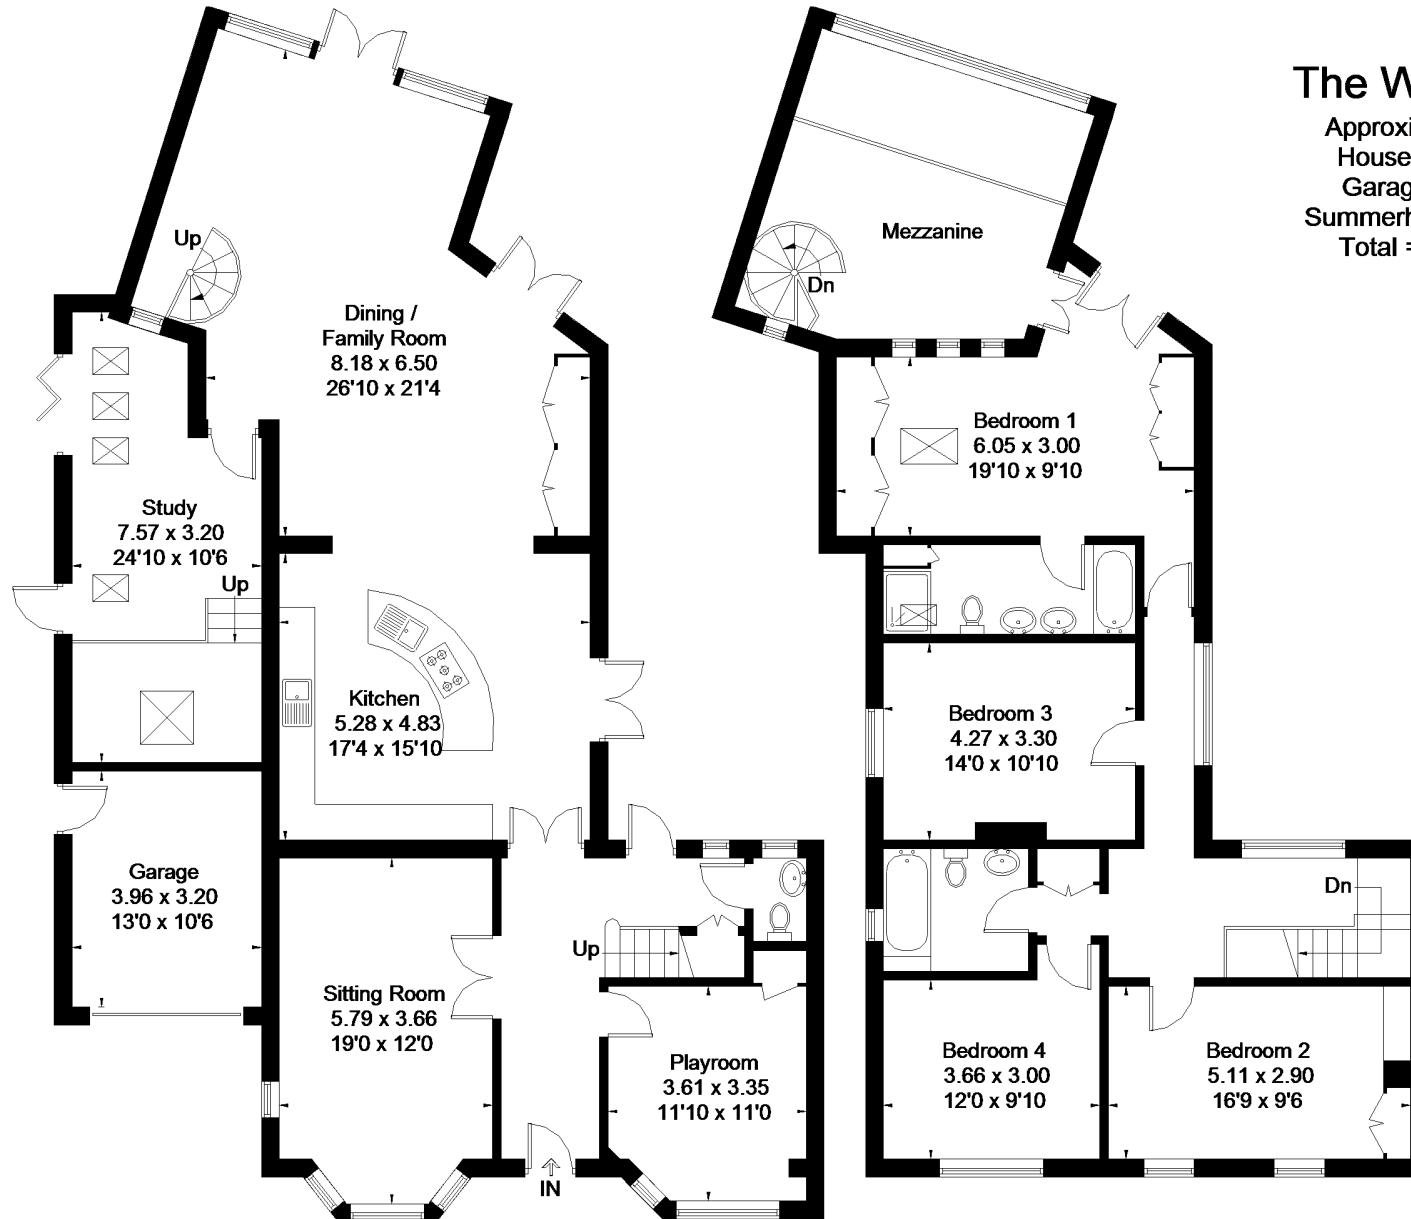 The W
Approxi
House
Garag
Summerh
Total =
Up
Dining /
Family Room
8.18 x 6.50
26'10 x 21'4
Study
7.57 x 3.20
24'10 x 10'6
Up
Kitchen
5.28 x 4.83
17'4 x 15'10
Garage
3.96 x 3.20
13'0 x 10'6
Up
Sitting Room
5.79 x 3.66
19'0 x 12'0
Playroom
3.61 x 3.35
11'10 x 11'0
IN
Mezzanine
Dn
Bedroom 1
6.05 x 3.00
19'10 x 9'10
Bedroom 3
4.27 x 3.30
14'0 x 10'10
Dn
Bedroom 4
3.66 x 3.00
12'0 x 9'10
Bedroom 2
5.11 x 2.90
16'9 x 9'6